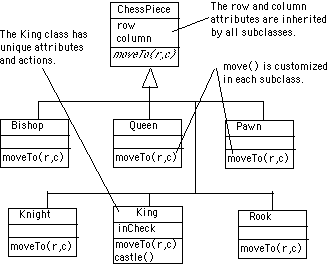 ChessPiece
row
column
moveTo(r,c)
The row and column
attributes are inherited
by all subclasses.
The King class has
unique attributes
and actions.
move() is customized
in each subclass.
Bishop
moveTo(r,c)
Queen
moveTo(r,c)
Pawn
moveTo(r,c)
Knight
moveTo(r,c)
King
inCheck
moveTo(r,c)
castle()
Rook
moveTo(r,c)